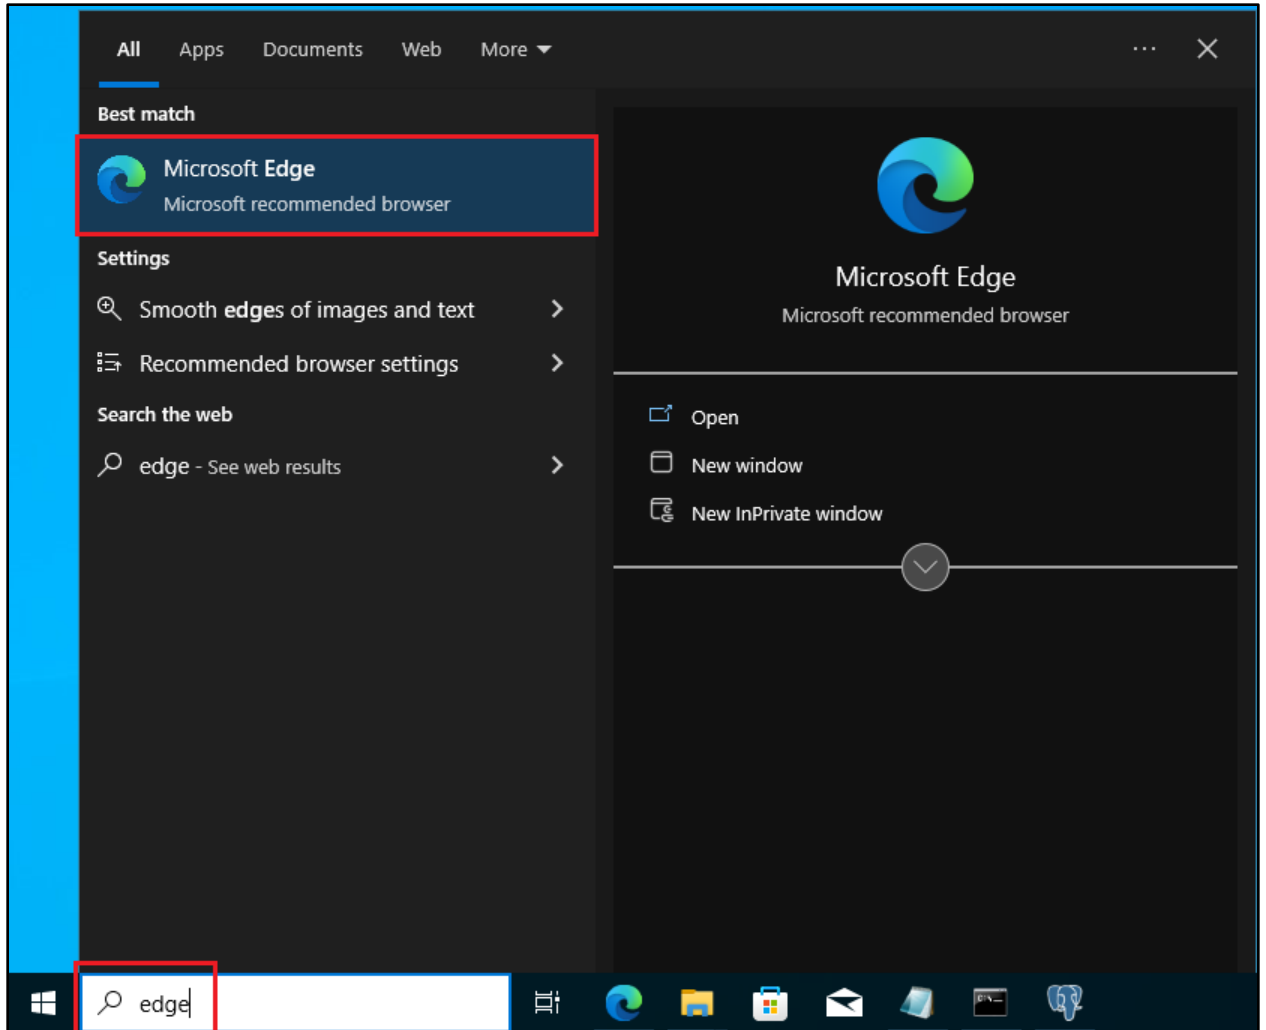 All Apps Documents Web More
Best match
Microsoft Edge
Microsoft recommended browser
Settings
Smooth edges of images and text
Recommended browser settings
Search the web
edge - See web results
Microsoft Edge
Microsoft recommended browser
Open
New window
New InPrivate window
edge